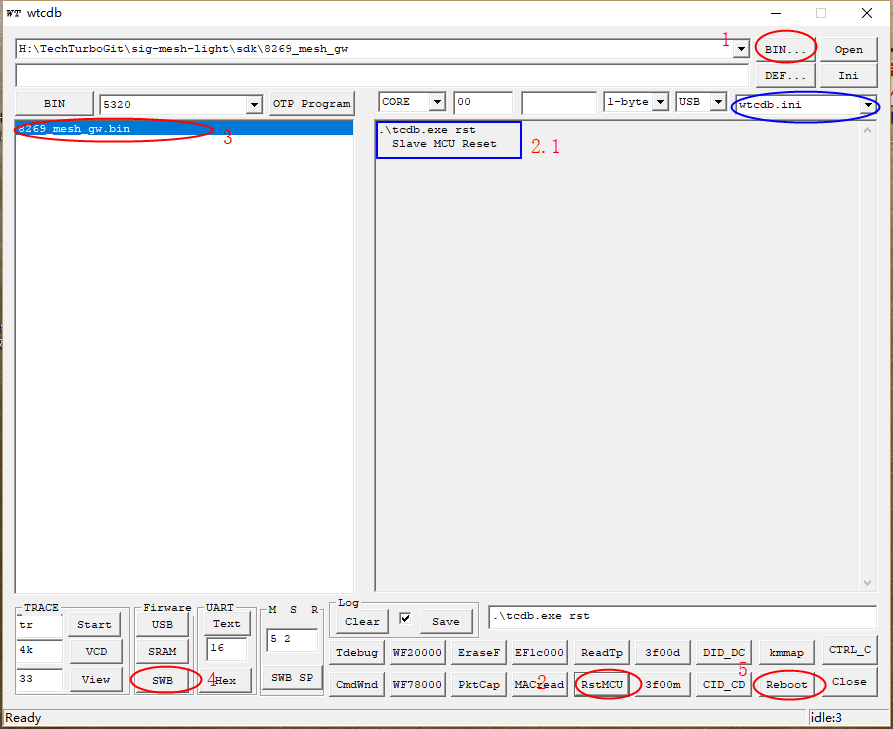 WT wtcdb
H:\TechTurboGit\sig-mesh-light\sdk\8269_mesh_gw
1
BIN...
Open
DEF...
Ini
BIN
5320
OTP Program
CORE
00
1-byte
USB
wtcdb.ini
8269_mesh_gw.bin
3
.\tcdb.exe rst
Slave MCU Reset
2.1
TRACE
tr
Start
4k
VCD
33
View
Firware
USB
SRAM
SWB
4
UART
Text
16
Hex
M S R
5 2
SWB SP
Log
Clear
Save
.\tcdb.exe rst
Tdebug
WF20000
EraseF
EF1c000
ReadTp
3f00d
DID_DC
kmmap
CTRL_C
CmdWnd
WF78000
PktCap
MACread
2
RstMCU
3f00m
CID_CD
5
Reboot
Close
Ready
idle:3